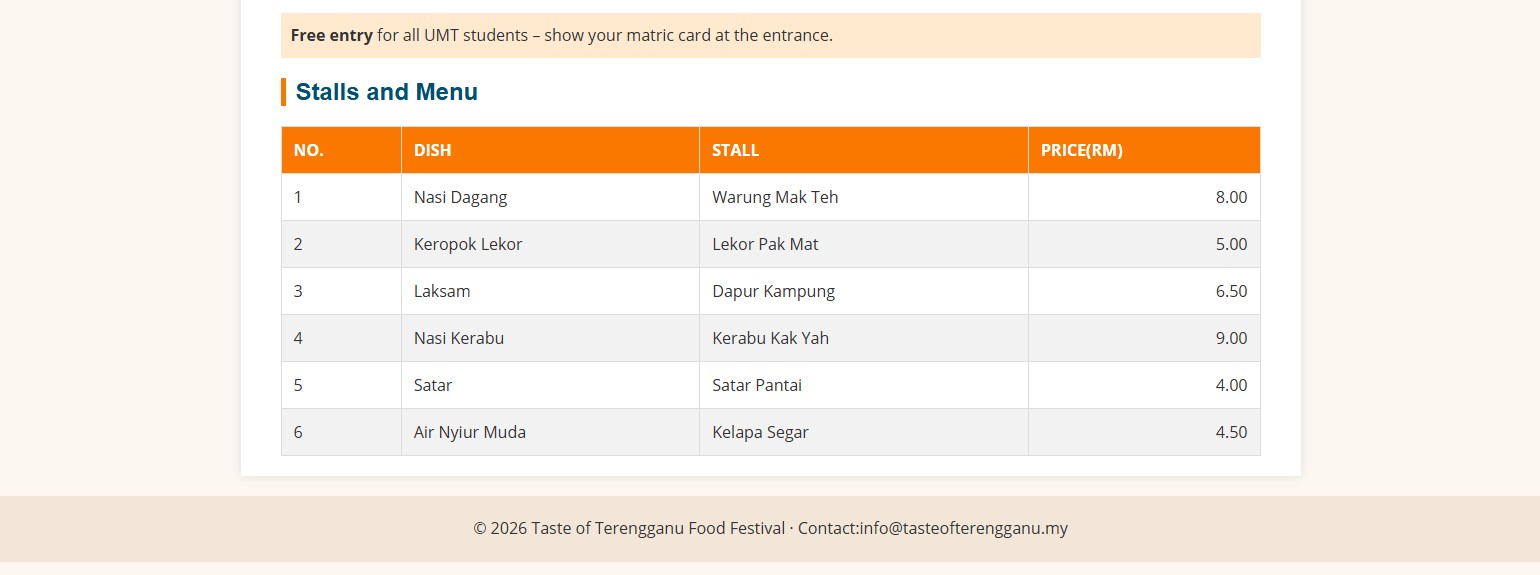 Free entry for all UMT students – show your matric card at the entrance.
Stalls and Menu
NO. DISH STALL PRICE(RM)
1 Nasi Dagang Warung Mak Teh 8.00
2 Keropok Lekor Lekor Pak Mat 5.00
3 Laksam Dapur Kampung 6.50
4 Nasi Kerabu Kerabu Kak Yah 9.00
5 Satar Satar Pantai 4.00
6 Air Nyiur Muda Kelapa Segar 4.50
© 2026 Taste of Terengganu Food Festival · Contact:info@tasteofterengganu.my